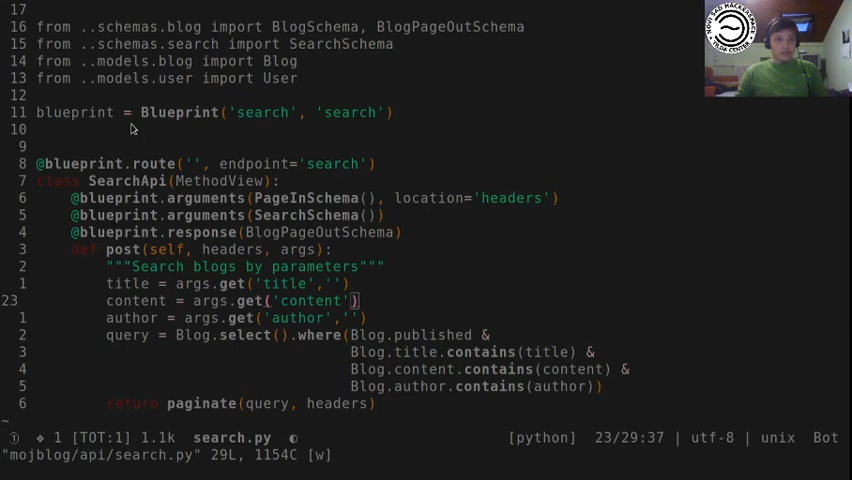 17
16 from ..schemas.blog import BlogSchema, BlogPageOutSchema
15 from ..schemas.search import SearchSchema
14 from ..models.blog import Blog
13 from ..models.user import User
12
11 blueprint = Blueprint('search', 'search')
10
9
8 @blueprint.route('', endpoint='search')
7 class SearchApi(MethodView):
6     @blueprint.arguments(PageInSchema(), location='headers')
5     @blueprint.arguments(SearchSchema())
4     @blueprint.response(BlogPageOutSchema)
3     def post(self, headers, args):
2         """Search blogs by parameters"""
1         title = args.get('title','')
23         content = args.get('content')
1         author = args.get('author','')
2         query = Blog.select().where(Blog.published &
3                                     Blog.title.contains(title) &
4                                     Blog.content.contains(content) &
5                                     Blog.author.contains(author))
6         return paginate(query, headers)
~
① ❖ 1 [TOT:1] 1.1k search.py ◐ [python] 23/29:37 | utf-8 | unix Bot
"mojblog/api/search.py" 29L, 1154C [w]
NOVI SAD HACKLESPACE
TILDA CENTER